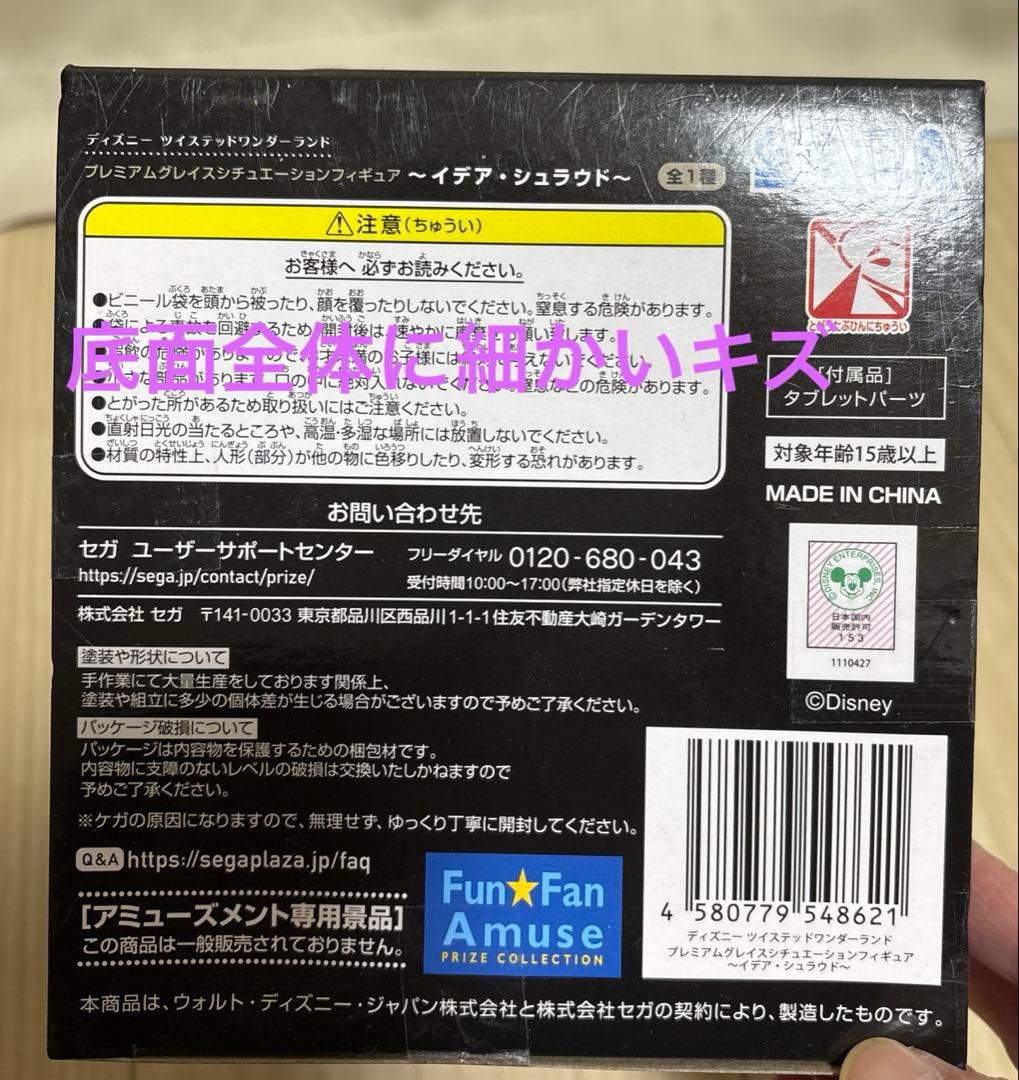 ディズニー ツイステッドワンダーランド
プレミアムグレイスシチュエーションフィギュア ～イデア・シュラウド～ 全1種
⚠注意(ちゅうい)
お客様へ 必ずお読みください。
●ビニール袋を頭から被ったり、顔を覆ったりしないでください。窒息する危険があります。
底面全体に細かいキズ
●とがった所があるため取り扱いにはご注意ください。
●直射日光の当たるところや、高温・多湿な場所には放置しないでください。
●材質の特性上、人形(部分)が他の物に色移りしたり、変形する恐れがあります。
とがったぶひんにちゅうい
[付属品]
タブレットパーツ
対象年齢15歳以上
MADE IN CHINA
お問い合わせ先
セガ ユーザーサポートセンター フリーダイヤル 0120-680-043
https://sega.jp/contact/prize/ 受付時間10:00～17:00(弊社指定休日を除く)
株式会社 セガ 〒141-0033 東京都品川区西品川1-1-1住友不動産大崎ガーデンタワー
©DISNEY ENTERPRISES, INC.
日本国内
販売許可
153
1110427
©Disney
塗装や形状について
手作業にて大量生産をしております関係上、
塗装や組立に多少の個体差が生じる場合がございますので予めご了承ください。
パッケージ破損について
パッケージは内容物を保護するための梱包材です。
内容物に支障のないレベルの破損は交換いたしかねますので
予めご了承ください。
※ケガの原因になりますので、無理せず、ゆっくり丁寧に開封してください。
Q&A https://segaplaza.jp/faq
[アミューズメント専用景品]
この商品は一般販売されておりません。
Fun★Fan
Amuse
PRIZE COLLECTION
4 580779 548621
ディズニー ツイステッドワンダーランド
プレミアムグレイスシチュエーションフィギュア
～イデア・シュラウド～
本商品は、ウォルト・ディズニー・ジャパン株式会社と株式会社セガの契約により、製造したものです。